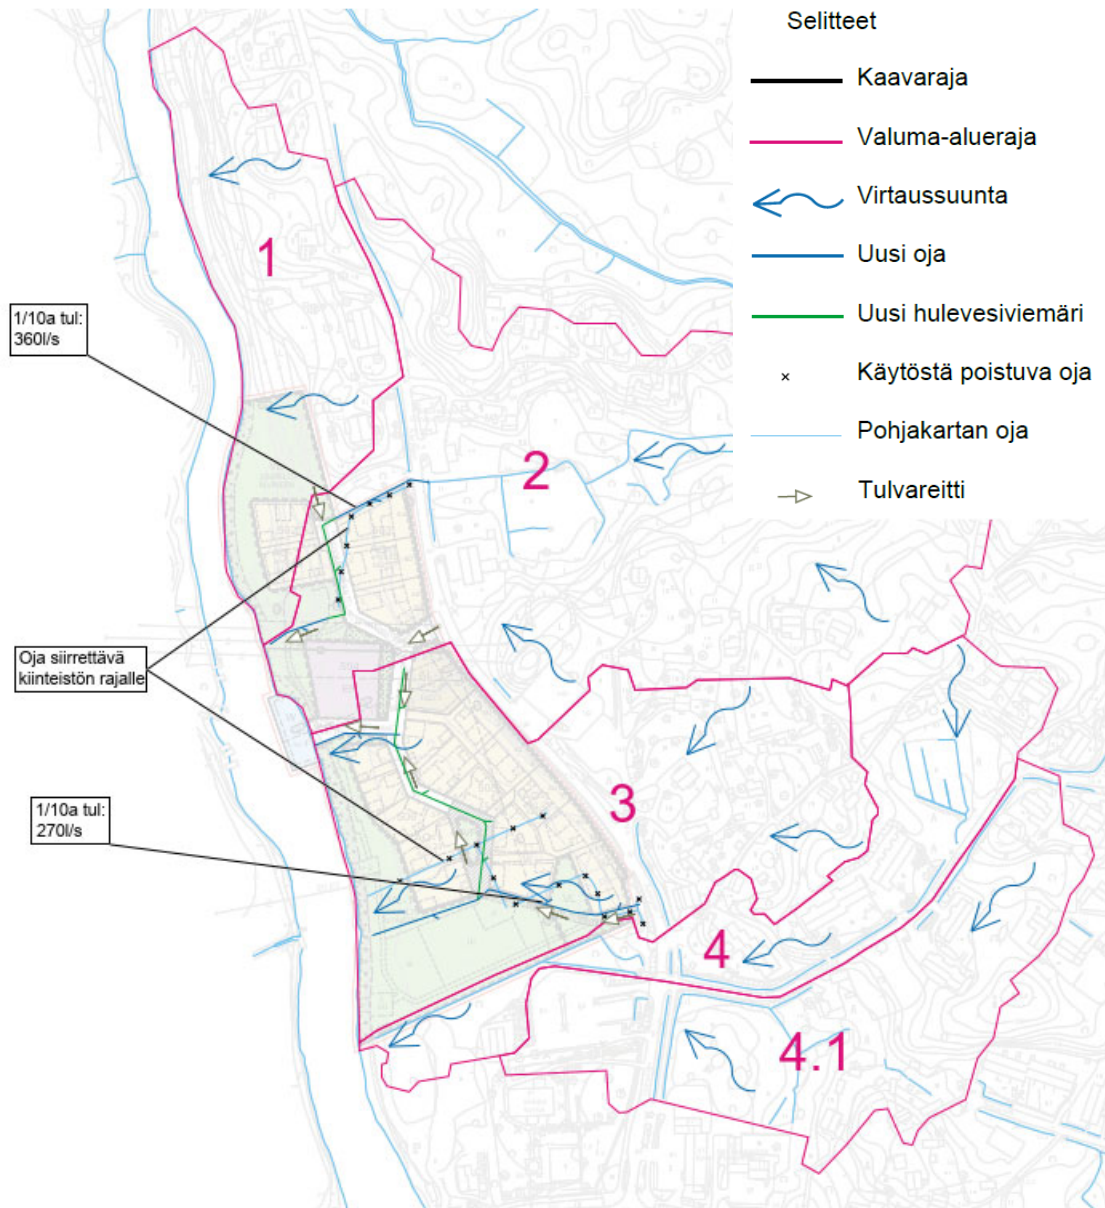 Selitteet
Kaavaraja
Valuma-alueraja
Virtaussuunta
Uusi oja
Uusi hulevesiviemäri
Käytöstä poistuva oja
Pohjakartan oja
Tulvareitti
1
1/10a tul:
360l/s
2
Oja siirrettävä
kiinteistön rajalle
3
1/10a tul:
270l/s
4
4.1